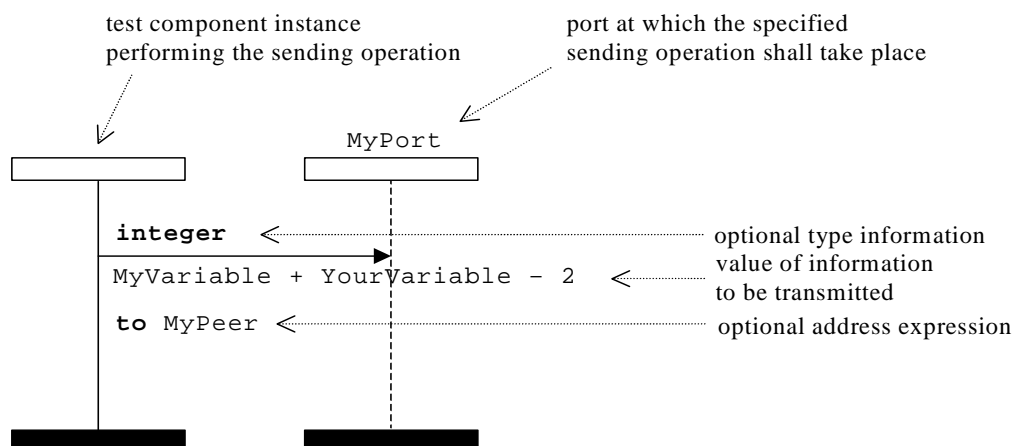 test component instance
performing the sending operation
port at which the specified
sending operation shall take place
MyPort
integer
optional type information
MyVariable + YourVariable – 2
value of information
to be transmitted
to MyPeer
optional address expression